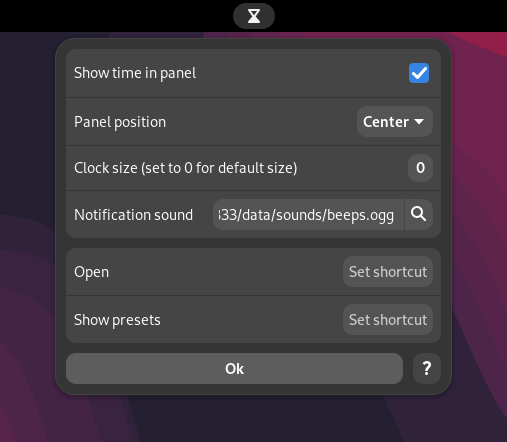 Show time in panel
Panel position Center
Clock size (set to 0 for default size) 0
Notification sound 33/data/sounds/beeps.ogg
Open Set shortcut
Show presets Set shortcut
Ok ?